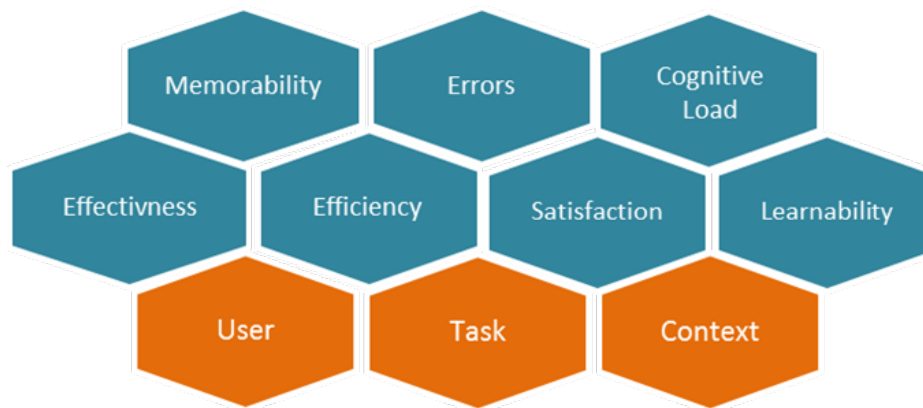 Memorability
Errors
Cognitive
Load
Effectivness
Efficiency
Satisfaction
Learnability
User
Task
Context